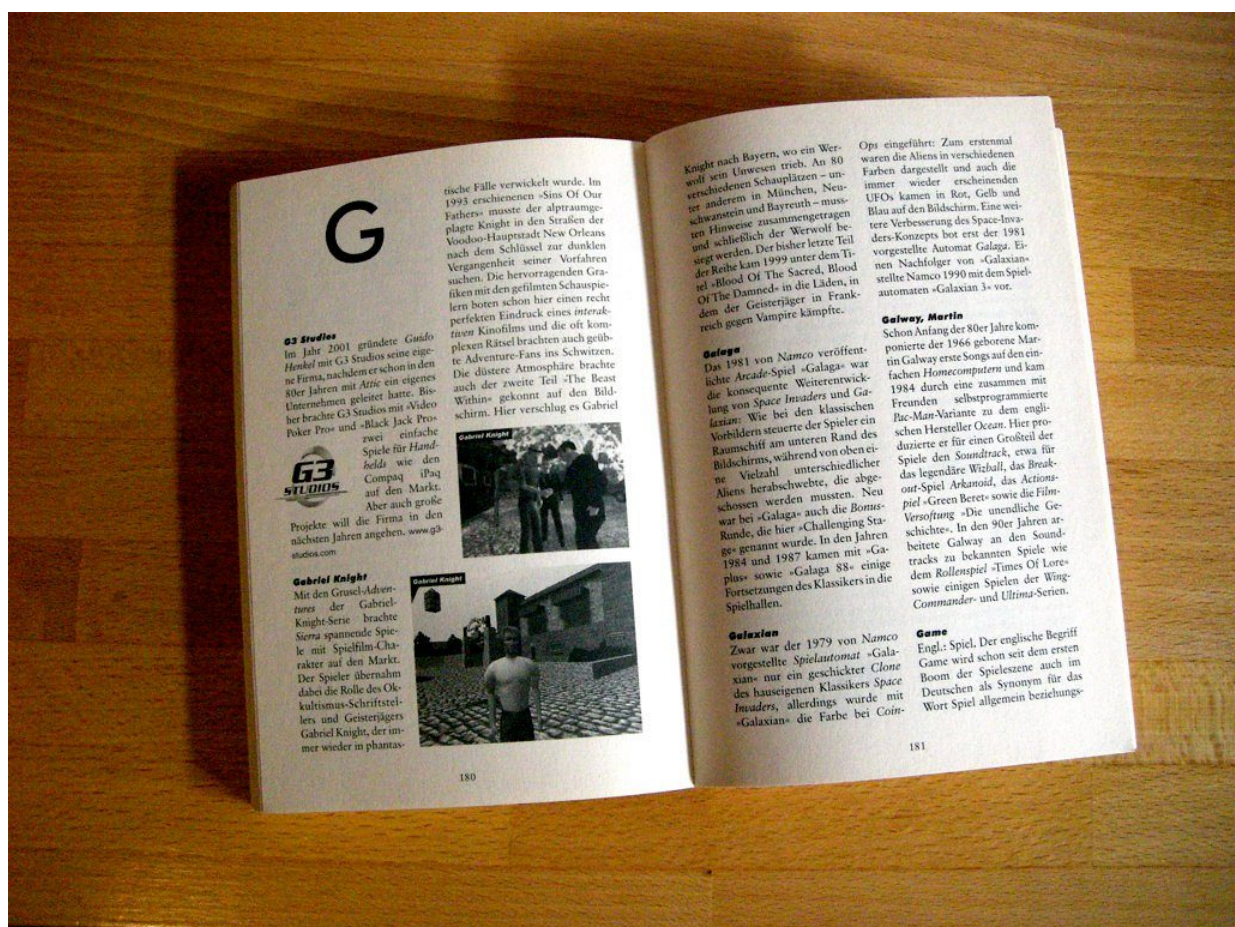 G
G3 Studios
Im Jahr 2001 gründete Guido
Henkel mit G3 Studios seine eige-
ne Firma, nachdem er schon in den
80er Jahren mit Attic ein eigenes
Unternehmen geleitet hatte. Bis-
her brachte G3 Studios mit »Video
Poker Pro« und »Black Jack Pro«
zwei einfache
Spiele für Hand-
helds wie den
Compaq iPaq
auf den Markt.
Aber auch große
G3
STUDIOS
Projekte will die Firma in den
nächsten Jahren angehen. www.g3-
studios.com
Gabriel Knight
Mit den Grusel-Adven-
tures der Gabriel-
Knight-Serie brachte
Sierra spannende Spie-
le mit Spielfilm-Cha-
rakter auf den Markt.
Der Spieler übernahm
dabei die Rolle des Ok-
kultismus-Schriftstel-
lers und Geisterjägers
Gabriel Knight, der im-
mer wieder in phantas-
tische Fälle verwickelt wurde. Im
1993 erschienenen »Sins Of Our
Fathers« musste der alptraumge-
plagte Knight in den Straßen der
Voodoo-Hauptstadt New Orleans
nach dem Schlüssel zur dunklen
Vergangenheit seiner Vorfahren
suchen. Die hervorragenden Gra-
fiken mit den gefilmten Schauspie-
lern boten schon hier einen recht
perfekten Eindruck eines interak-
tiven Kinofilms und die oft kom-
plexen Rätsel brachten auch geüb-
te Adventure-Fans ins Schwitzen.
Die düstere Atmosphäre brachte
auch der zweite Teil »The Beast
Within« gekonnt auf den Bild-
schirm. Hier verschlug es Gabriel
Gabriel Knight
Gabriel Knight
180
Knight nach Bayern, wo ein Wer-
wolf sein Unwesen trieb. An 80
verschiedenen Schauplätzen – un-
ter anderem in München, Neu-
schwanstein und Bayreuth – muss-
ten Hinweise zusammengetragen
und schließlich der Werwolf be-
siegt werden. Der bisher letzte Teil
der Reihe kam 1999 unter dem Ti-
tel »Blood Of The Sacred, Blood
Of The Damned« in die Läden, in
dem der Geisterjäger in Frank-
reich gegen Vampire kämpfte.
Galaga
Das 1981 von Namco veröffent-
lichte Arcade-Spiel »Galaga« war
die konsequente Weiterentwick-
lung von Space Invaders und Ga-
laxian: Wie bei den klassischen
Vorbildern steuerte der Spieler ein
Raumschiff am unteren Rand des
Bildschirms, während von oben ei-
ne Vielzahl unterschiedlicher
Aliens herabschwebte, die abge-
schossen werden mussten. Neu
war bei »Galaga« auch die Bonus-
Runde, die hier »Challenging Sta-
ge« genannt wurde. In den Jahren
1984 und 1987 kamen mit »Ga-
plus« sowie »Galaga 88« einige
Fortsetzungen des Klassikers in die
Spielhallen.
Galaxian
Zwar war der 1979 von Namco
vorgestellte Spielautomat »Gala-
xian« nur ein geschickter Clone
des hauseigenen Klassikers Space
Invaders, allerdings wurde mit
»Galaxian« die Farbe bei Coin-
Ops eingeführt: Zum erstenmal
waren die Aliens in verschiedenen
Farben dargestellt und auch die
immer wieder erscheinenden
UFOs kamen in Rot, Gelb und
Blau auf den Bildschirm. Eine wei-
tere Verbesserung des Space-Inva-
ders-Konzepts bot erst der 1981
vorgestellte Automat Galaga. Ei-
nen Nachfolger von »Galaxian«
stellte Namco 1990 mit dem Spiel-
automaten »Galaxian 3« vor.
Galway, Martin
Schon Anfang der 80er Jahre kom-
ponierte der 1966 geborene Mar-
tin Galway erste Songs auf den ein-
fachen Homecomputern und kam
1984 durch eine zusammen mit
Freunden selbstprogrammierte
Pac-Man-Variante zu dem engli-
schen Hersteller Ocean. Hier pro-
duzierte er für einen Großteil der
Spiele den Soundtrack, etwa für
das legendäre Wizball, das Break-
out-Spiel Arkanoid, das Actions-
piel »Green Beret« sowie die Film-
Versoftung »Die unendliche Ge-
schichte«. In den 90er Jahren ar-
beitete Galway an den Sound-
tracks zu bekannten Spiele wie
dem Rollenspiel »Times Of Lore«
sowie einigen Spielen der Wing-
Commander- und Ultima-Serien.
Game
Engl.: Spiel. Der englische Begriff
Game wird schon seit dem ersten
Boom der Spieleszene auch im
Deutschen als Synonym für das
Wort Spiel allgemein beziehungs-
181